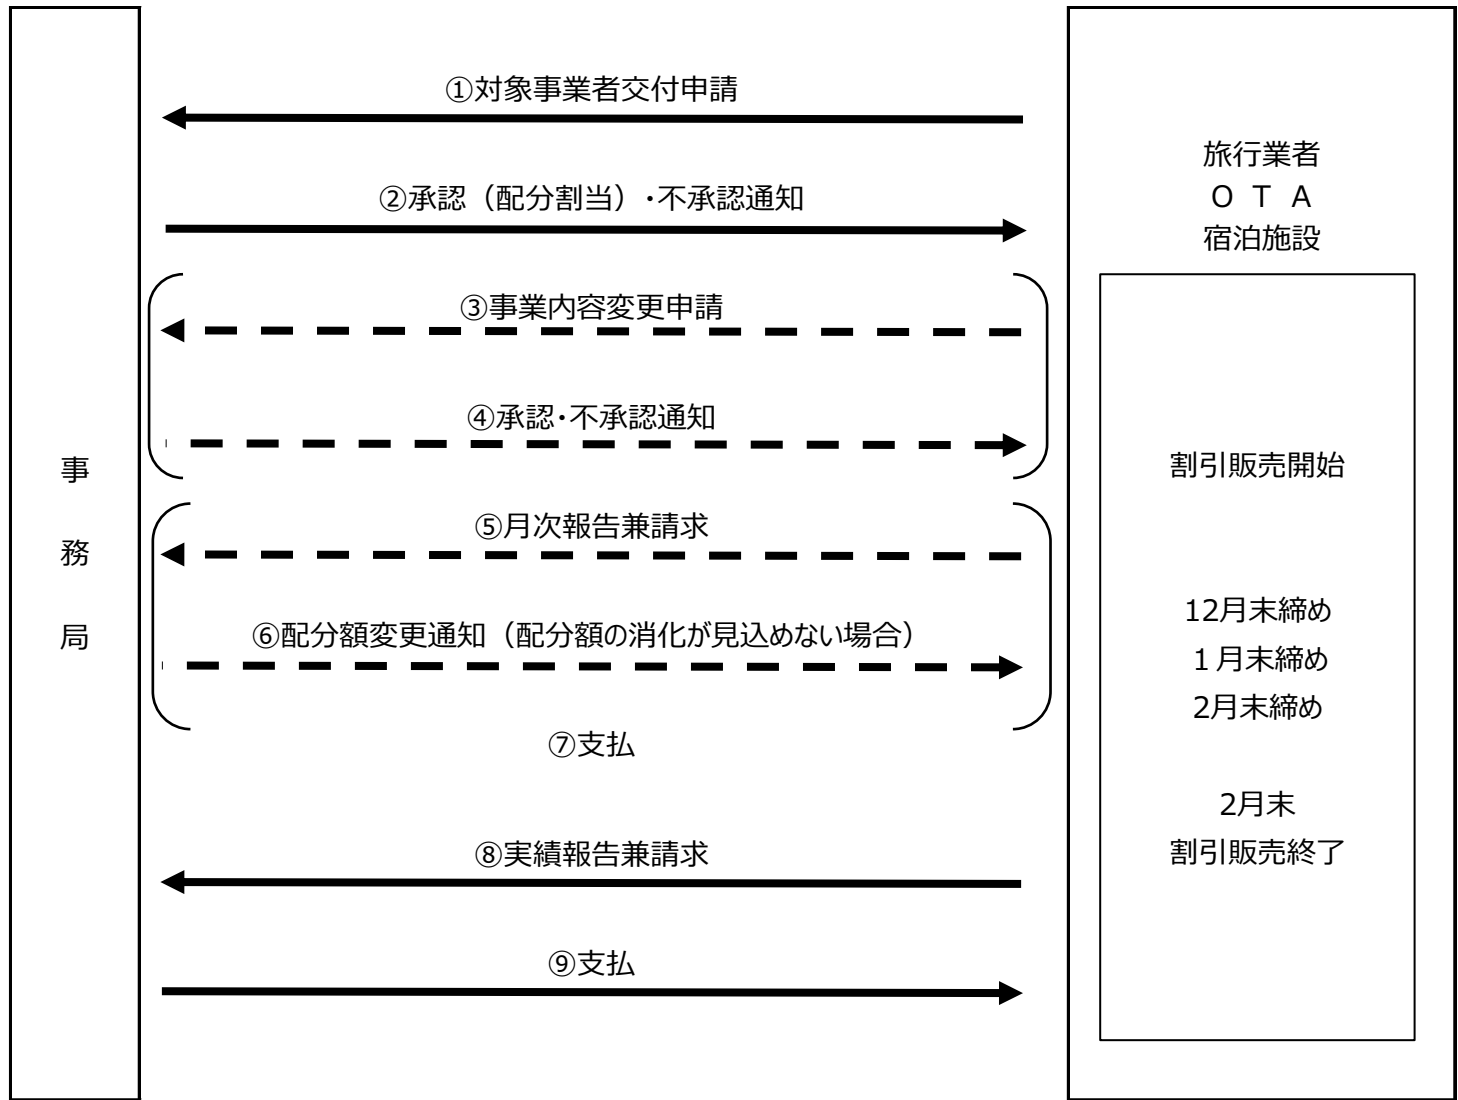 ①対象事業者交付申請
②承認（配分割当）・不承認通知
③事業内容変更申請
④承認・不承認通知
⑤月次報告兼請求
⑥配分額変更通知（配分額の消化が見込めない場合）
⑦支払
⑧実績報告兼請求
⑨支払
事
務
局
旅行業者
ＯＴＡ
宿泊施設
割引販売開始
12月末締め
１月末締め
2月末締め
2月末
割引販売終了